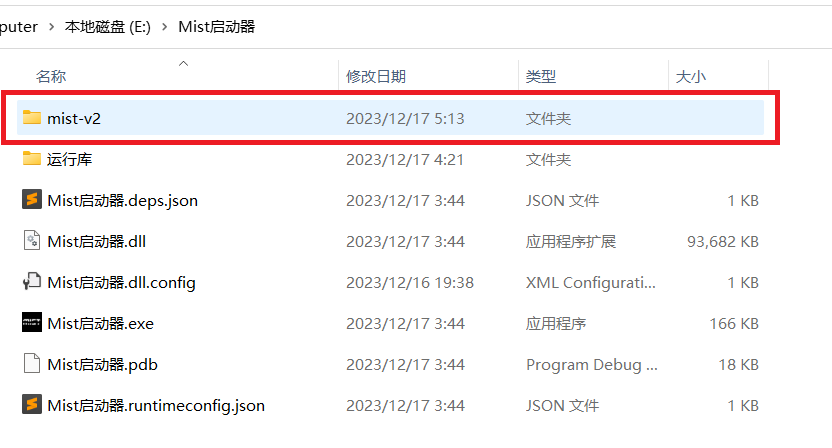 puter > 本地磁盘 (E:) > Mist启动器
名称 修改日期 类型 大小
mist-v2 2023/12/17 5:13 文件夹
运行库 2023/12/17 4:21 文件夹
Mist启动器.deps.json 2023/12/17 3:44 JSON 文件 1 KB
Mist启动器.dll 2023/12/17 3:44 应用程序扩展 93,682 KB
Mist启动器.dll.config 2023/12/16 19:38 XML Configurati... 1 KB
Mist启动器.exe 2023/12/17 3:44 应用程序 166 KB
Mist启动器.pdb 2023/12/17 3:44 Program Debug ... 18 KB
Mist启动器.runtimeconfig.json 2023/12/17 3:44 JSON 文件 1 KB